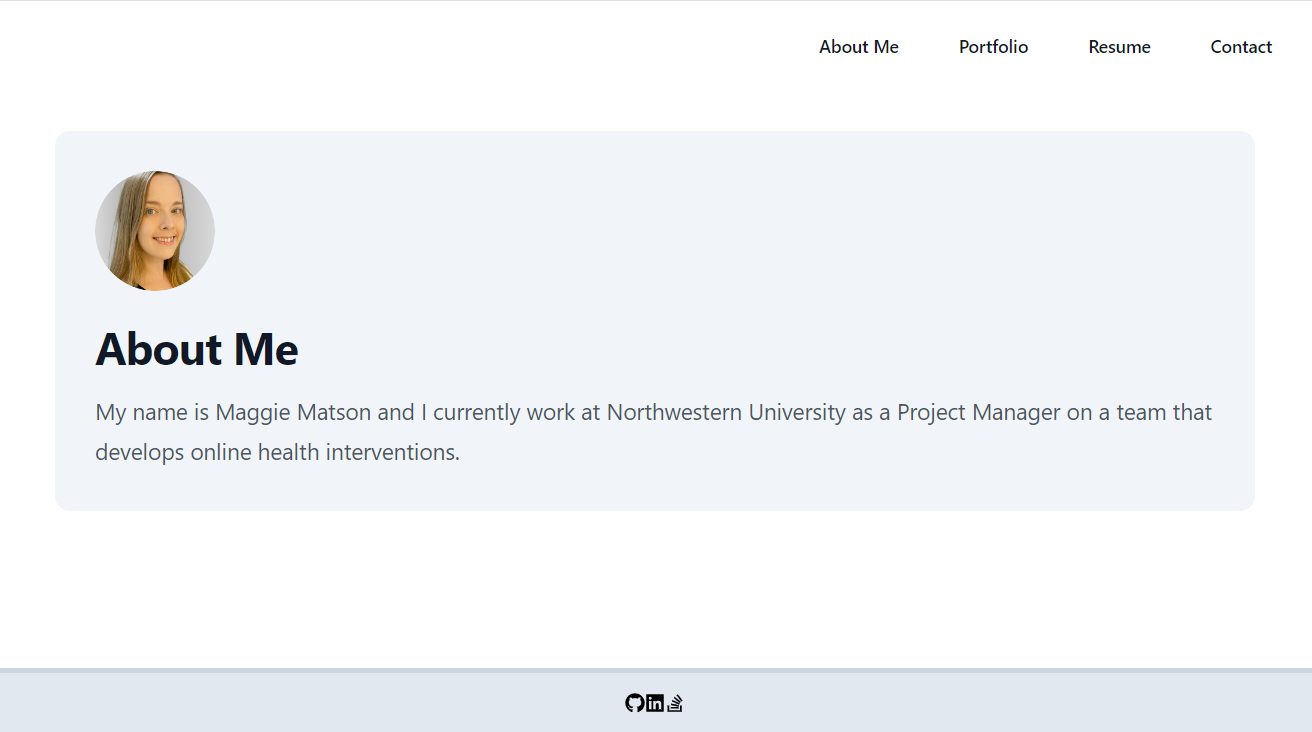 About Me Portfolio Resume Contact
About Me
My name is Maggie Matson and I currently work at Northwestern University as a Project Manager on a team that
develops online health interventions.
in